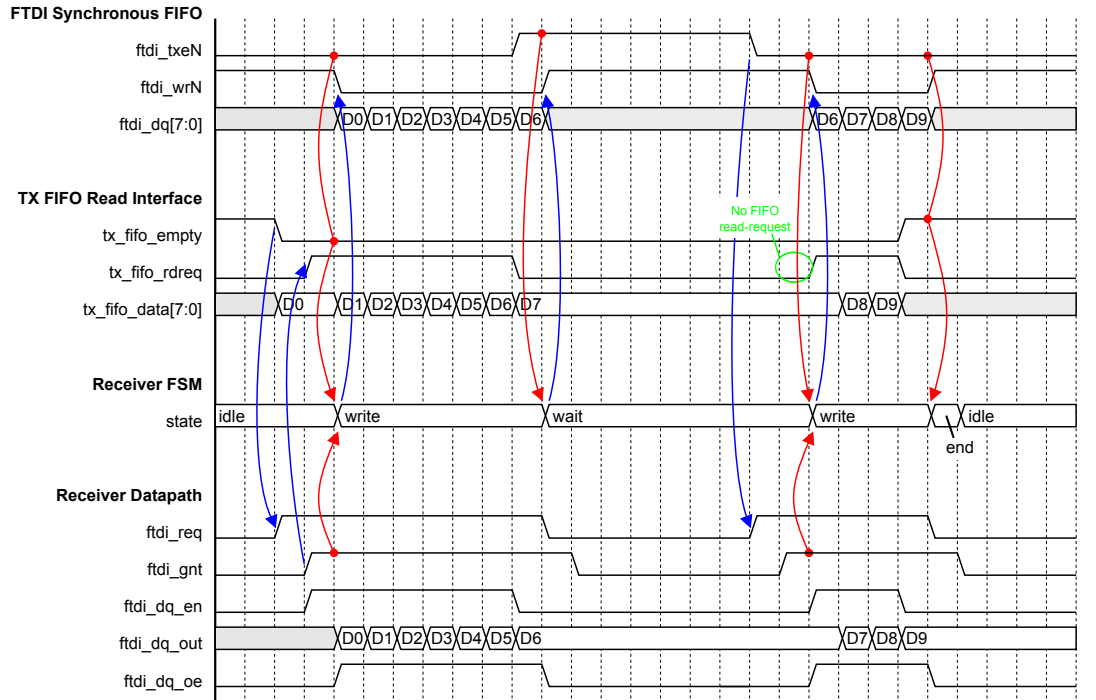 FTDI Synchronous FIFO
ftdi_txeN
ftdi_wrN
ftdi_dq[7:0] D0 D1 D2 D3 D4 D5 D6 D6 D7 D8 D9
TX FIFO Read Interface
No FIFO
read-request
tx_fifo_empty
tx_fifo_rdreq
tx_fifo_data[7:0] D0 D1 D2 D3 D4 D5 D6 D7 D8 D9
Receiver FSM
state idle write wait write idle
end
Receiver Datapath
ftdi_req
ftdi_gnt
ftdi_dq_en
ftdi_dq_out D0 D1 D2 D3 D4 D5 D6 D7 D8 D9
ftdi_dq_oe